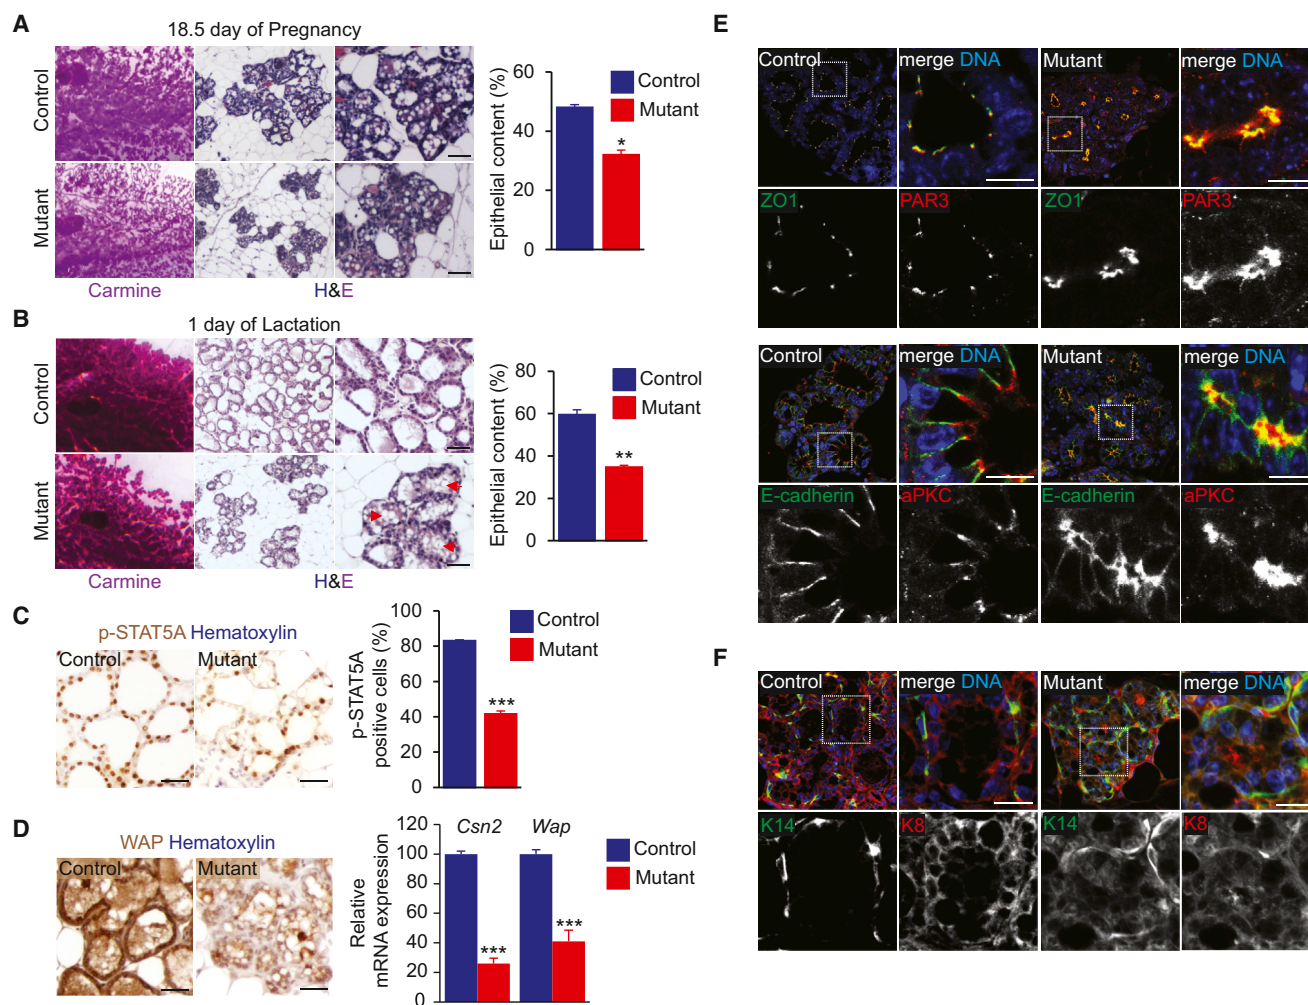 A
18.5 day of Pregnancy
Control
Mutant
Carmine
H&E
Epithelial content (%)
60
40
20
0
Control
Mutant
*
B
1 day of Lactation
Control
Mutant
Carmine
H&E
Epithelial content (%)
80
60
40
20
0
Control
Mutant
**
C
p-STAT5A Hematoxylin
Control
Mutant
p-STAT5A
positive cells (%)
100
80
60
40
20
0
Control
Mutant
***
D
WAP Hematoxylin
Control
Mutant
Relative
mRNA expression
120
100
80
60
40
20
0
Csn2
Wap
***
***
Control
Mutant
E
Control
merge DNA
Mutant
merge DNA
ZO1
PAR3
ZO1
PAR3
Control
merge DNA
Mutant
merge DNA
E-cadherin
aPKC
E-cadherin
aPKC
F
Control
merge DNA
Mutant
merge DNA
K14
K8
K14
K8